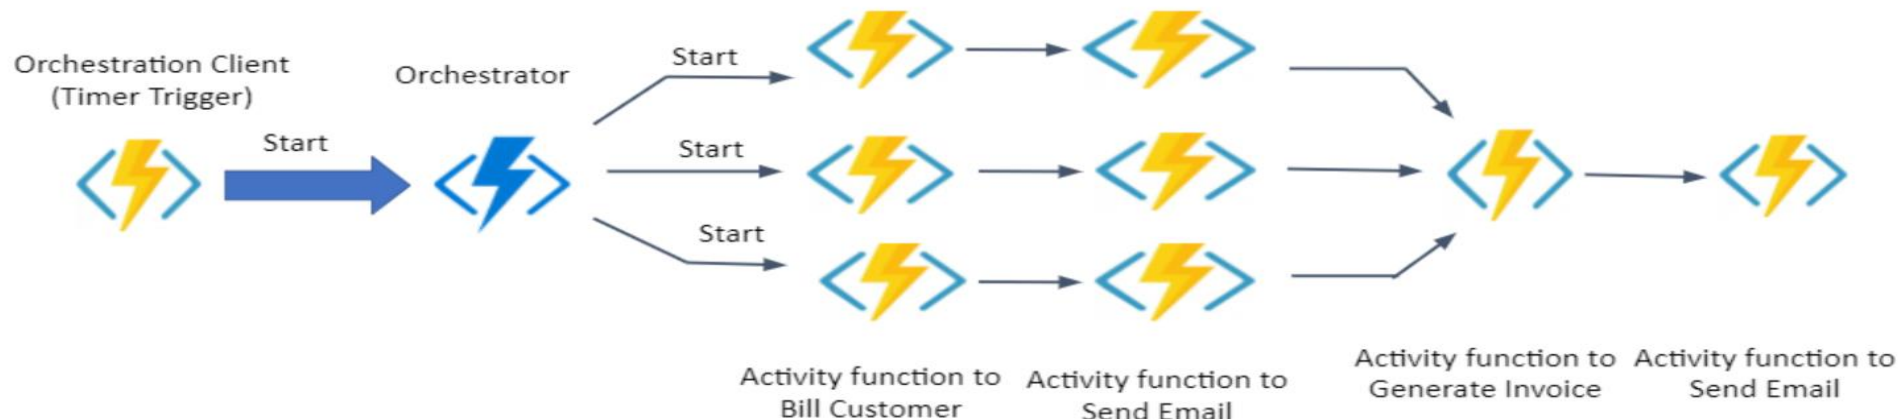 Orchestration Client
(Timer Trigger)
Start
Orchestrator
Start
Start
Start
Activity function to
Bill Customer
Activity function to
Send Email
Activity function to
Generate Invoice
Activity function to
Send Email